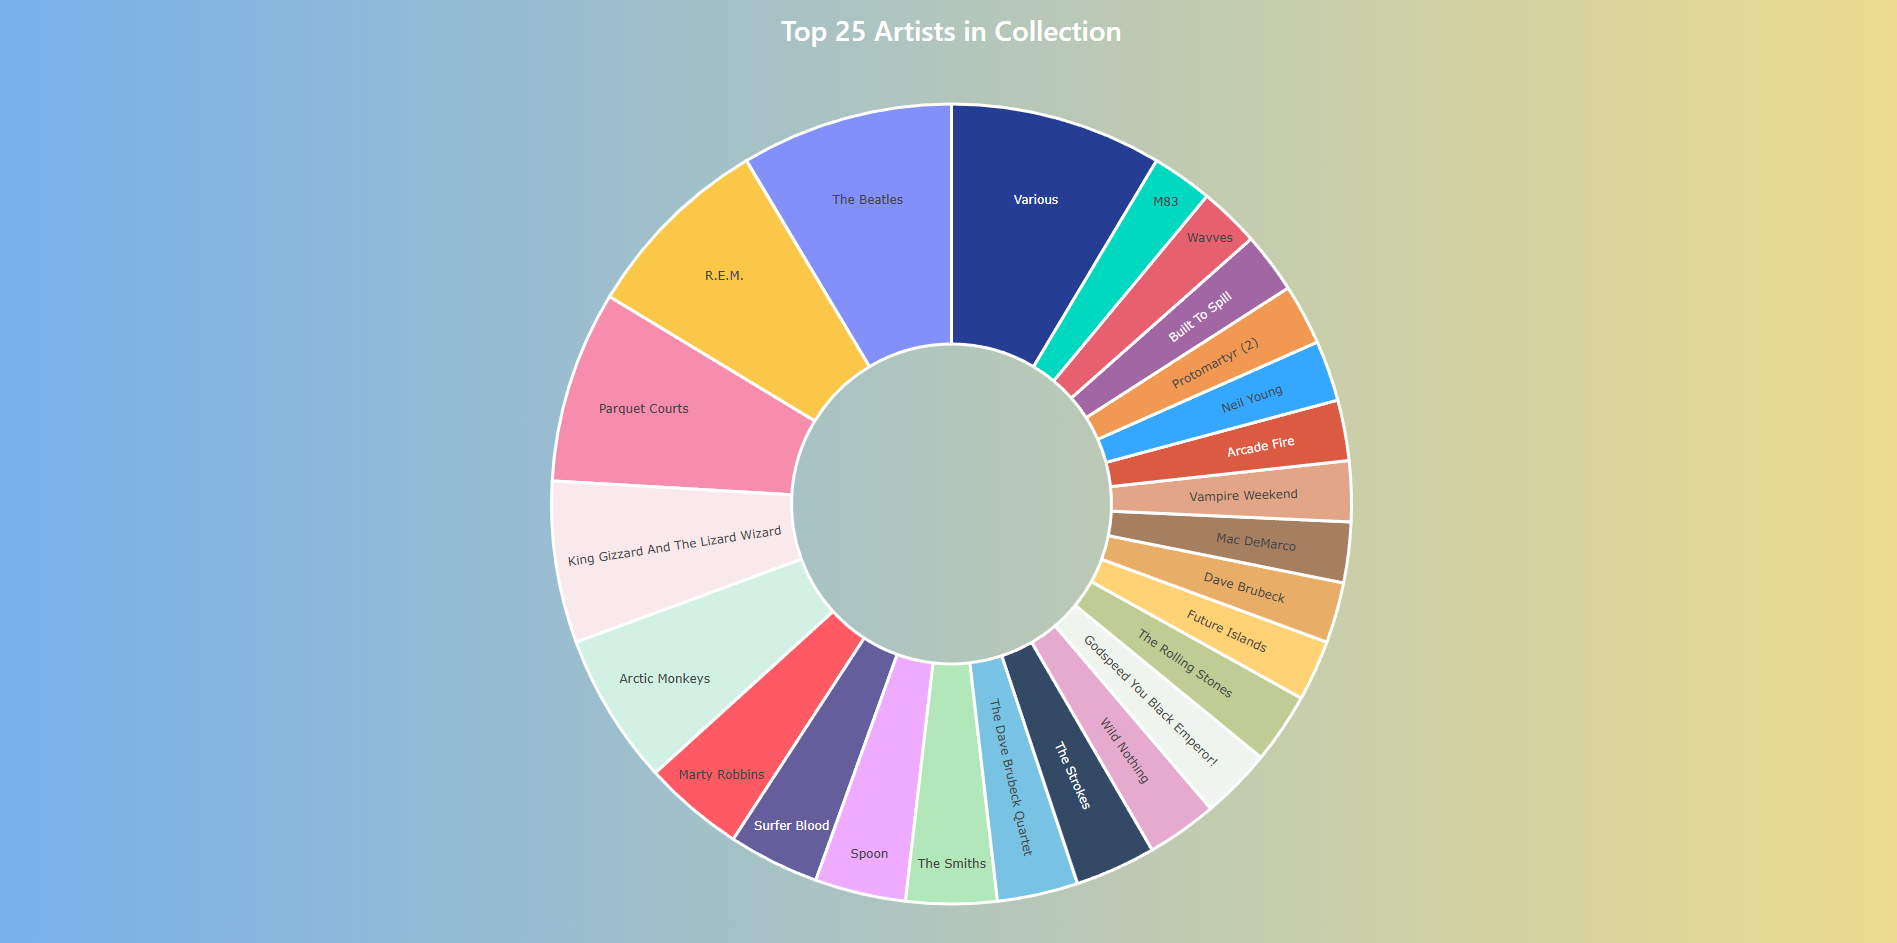 Top 25 Artists in Collection
Various
M83
Wavves
Built To Spill
Protomartyr (2)
Neil Young
Arcade Fire
Vampire Weekend
Mac DeMarco
Dave Brubeck
Future Islands
The Rolling Stones
Godspeed You Black Emperor!
Wild Nothing
The Strokes
The Dave Brubeck Quartet
The Smiths
Spoon
Surfer Blood
Marty Robbins
Arctic Monkeys
King Gizzard And The Lizard Wizard
Parquet Courts
R.E.M.
The Beatles